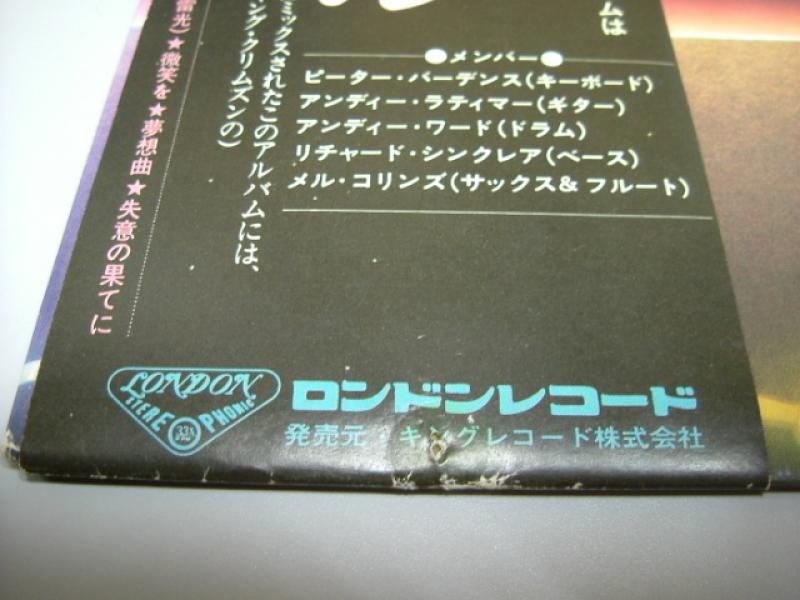 ムは
●メンバー●
ピーター・バーデンス(キーボード)
アンディー・ラティマー(ギター)
アンディー・ワード(ドラム)
リチャード・シンクレア(ベース)
メル・コリンズ(サックス& フルート)
ミックスされたこのアルバムには、
ング・クリムズンの)
雷光)★微笑を★夢想曲★失意の果てに
LONDON
STEREO PHONIC
33⅓
ロンドンレコード
発売元・キングレコード株式会社